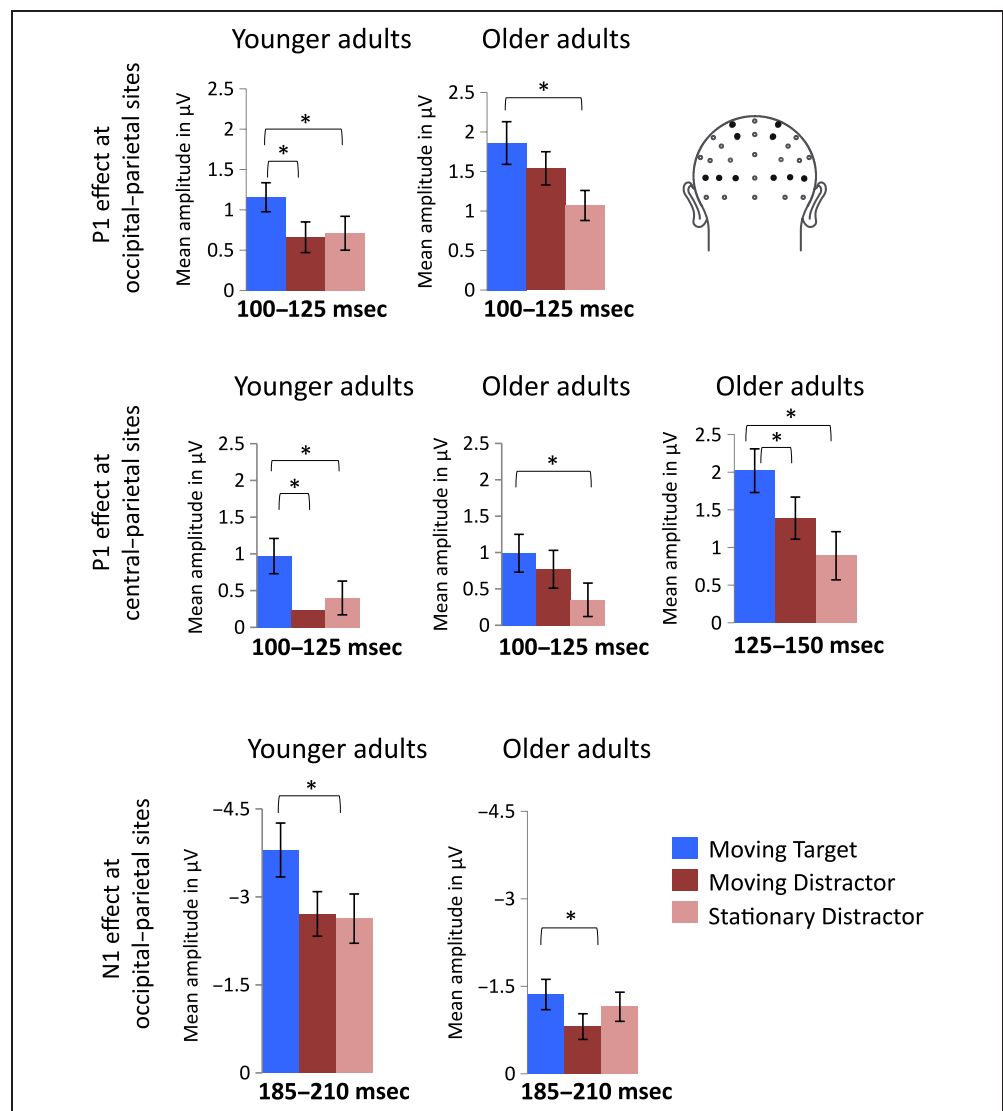 Younger adults
Older adults
P1 effect at
occipital–parietal sites
Mean amplitude in µV
2.5
2
1.5
1
0.5
0
*
*
100–125 msec
Mean amplitude in µV
2.5
2
1.5
1
0.5
0
*
100–125 msec
Younger adults
Older adults
Older adults
P1 effect at
central–parietal sites
Mean amplitude in µV
2.5
2
1.5
1
0.5
0
*
*
100–125 msec
Mean amplitude in µV
2.5
2
1.5
1
0.5
0
*
100–125 msec
Mean amplitude in µV
2.5
2
1.5
1
0.5
0
*
*
125–150 msec
Younger adults
Older adults
N1 effect at
occipital–parietal sites
Mean amplitude in µV
−4.5
−3
−1.5
0
*
185–210 msec
Mean amplitude in µV
−4.5
−3
−1.5
0
*
185–210 msec
Moving Target
Moving Distractor
Stationary Distractor